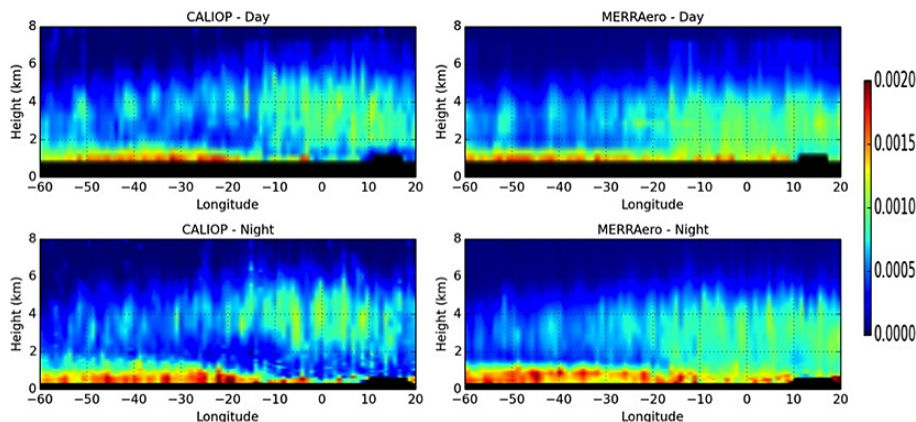 CALIOP - Day
Height (km)
8
6
4
2
0
−60 −50 −40 −30 −20 −10 0 10 20
Longitude
MERRAero - Day
Height (km)
8
6
4
2
0
−60 −50 −40 −30 −20 −10 0 10 20
Longitude
CALIOP - Night
Height (km)
8
6
4
2
0
−60 −50 −40 −30 −20 −10 0 10 20
Longitude
MERRAero - Night
Height (km)
8
6
4
2
0
−60 −50 −40 −30 −20 −10 0 10 20
Longitude
0.0020
0.0015
0.0010
0.0005
0.0000